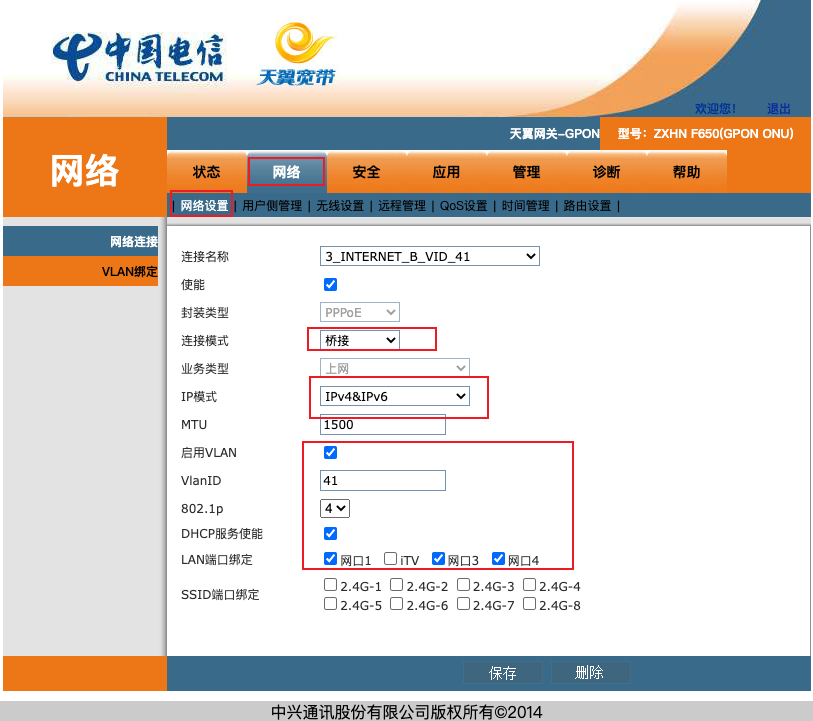 中国电信
CHINA TELECOM
天翼宽带
欢迎您! 退出
天翼网关-GPON 型号: ZXHN F650(GPON ONU)
网络
状态 网络 安全 应用 管理 诊断 帮助
| 网络设置 | 用户侧管理 | 无线设置 | 远程管理 | QoS设置 | 时间管理 | 路由设置 |
网络连接
VLAN绑定
连接名称 3_INTERNET_B_VID_41
使能
封装类型 PPPoE
连接模式 桥接
业务类型 上网
IP模式 IPv4&IPv6
MTU 1500
启用VLAN
VlanID 41
802.1p 4
DHCP服务使能
LAN端口绑定 网口1 iTV 网口3 网口4
SSID端口绑定 2.4G-1 2.4G-2 2.4G-3 2.4G-4
2.4G-5 2.4G-6 2.4G-7 2.4G-8
保存 删除
中兴通讯股份有限公司版权所有©2014